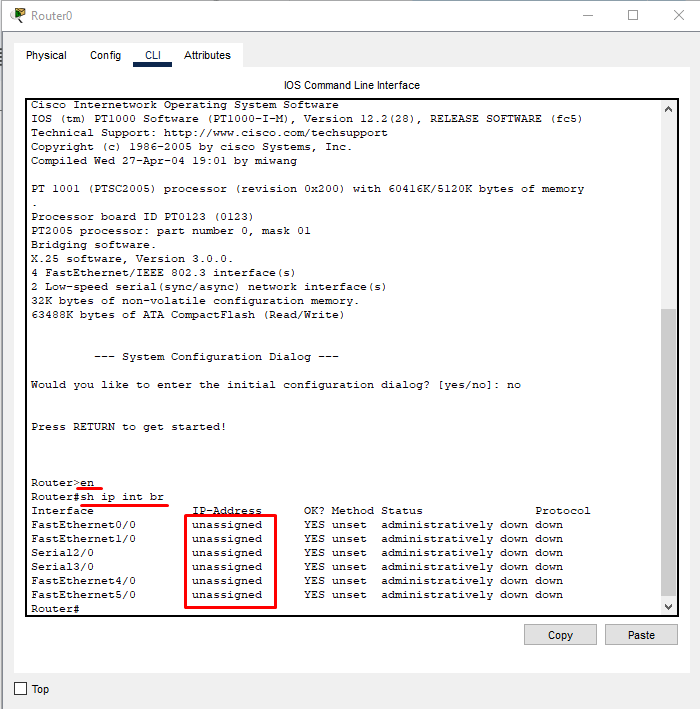 Router0
Physical Config CLI Attributes
IOS Command Line Interface
Cisco Internetwork Operating System Software
IOS (tm) PT1000 Software (PT1000-I-M), Version 12.2(28), RELEASE SOFTWARE (fc5)
Technical Support: http://www.cisco.com/techsupport
Copyright (c) 1986-2005 by cisco Systems, Inc.
Compiled Wed 27-Apr-04 19:01 by miwang
PT 1001 (PTSC2005) processor (revision 0x200) with 60416K/5120K bytes of memory
.
Processor board ID PT0123 (0123)
PT2005 processor: part number 0, mask 01
Bridging software.
X.25 software, Version 3.0.0.
4 FastEthernet/IEEE 802.3 interface(s)
2 Low-speed serial(sync/async) network interface(s)
32K bytes of non-volatile configuration memory.
63488K bytes of ATA CompactFlash (Read/Write)
--- System Configuration Dialog ---
Would you like to enter the initial configuration dialog? [yes/no]: no
Press RETURN to get started!
Router>en
Router#sh ip int br
Interface IP-Address OK? Method Status Protocol
FastEthernet0/0 unassigned YES unset administratively down down
FastEthernet1/0 unassigned YES unset administratively down down
Serial2/0 unassigned YES unset administratively down down
Serial3/0 unassigned YES unset administratively down down
FastEthernet4/0 unassigned YES unset administratively down down
FastEthernet5/0 unassigned YES unset administratively down down
Router#
Copy Paste
Top